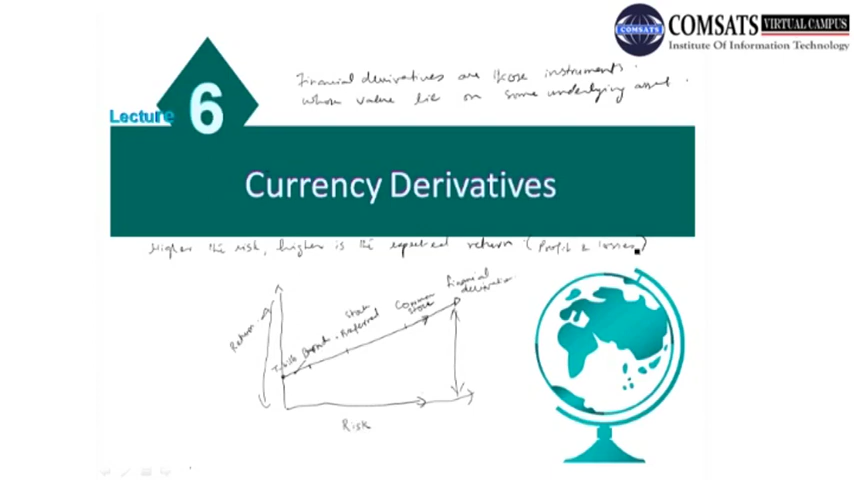 COMSATS VIRTUAL CAMPUS
COMSATS
Institute Of Information Technology
Financial derivatives are those instruments.
whose value lie on some underlying asset.
Lecture 6
Currency Derivatives
Higher the risk, higher is the expected return (Profit & losses)
Financial
derivatives
Common
stock
Stock
Preferred
Return
Risk